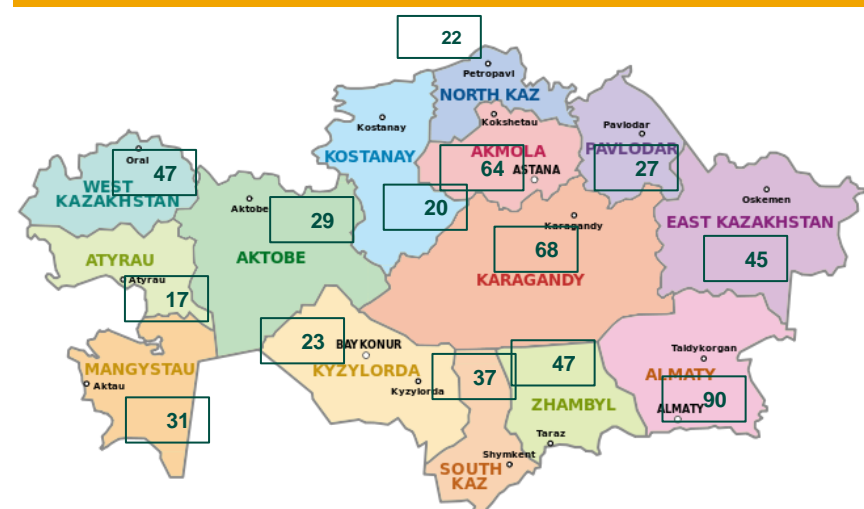 22
Petropavl
NORTH KAZ
Kostanay
Kokshetau
Pavlodar
KOSTANAY
AKMOLA
PAVLODAR
Oral
47
64
ASTANA
27
WEST
KAZAKHSTAN
Oskemen
Aktobe
29
20
Karagandy
EAST KAZAKHSTAN
ATYRAU
AKTOBE
68
45
Atyrau
KARAGANDY
17
23
BAYKONUR
47
Taldykorgan
MANGYSTAU
KYZYLORDA
37
ALMATY
Aktau
Kyzylorda
90
ZHAMBYL
ALMATY
31
Taraz
Shymkent
SOUTH
KAZ